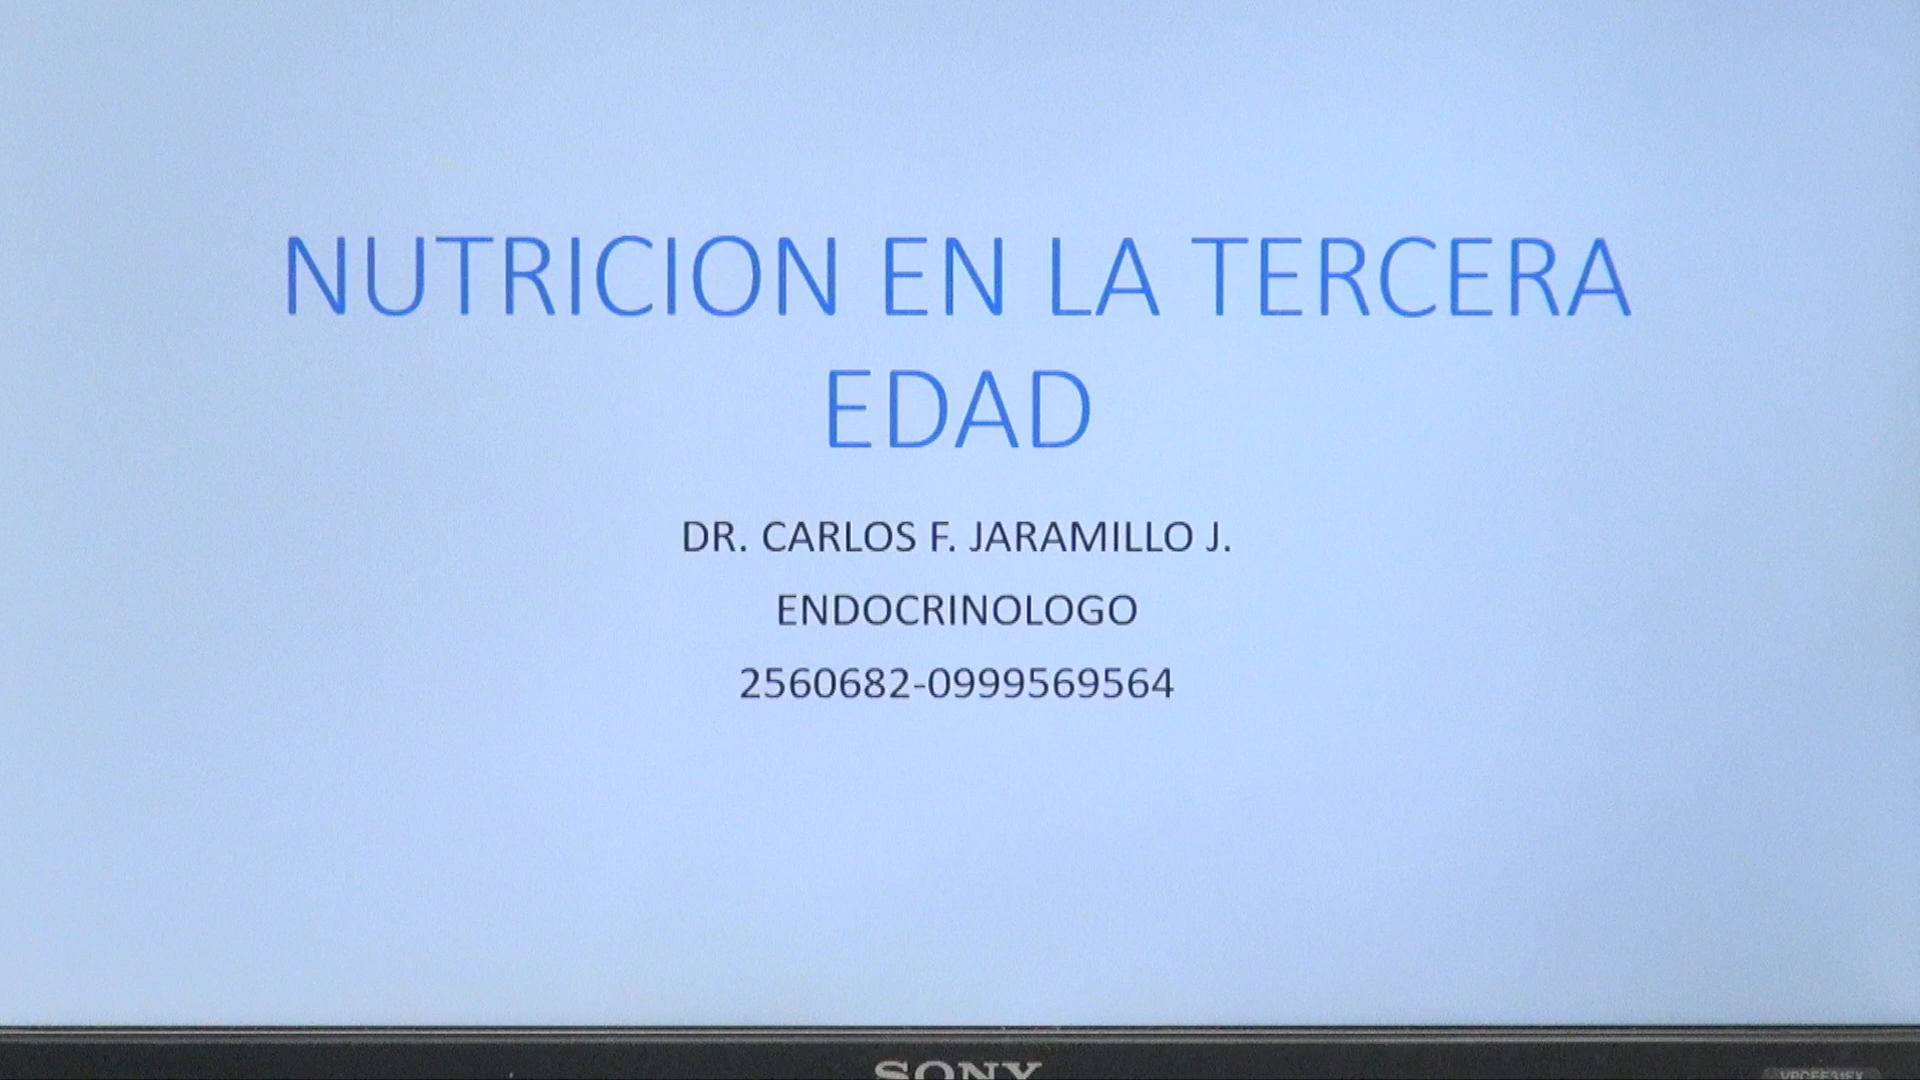 NUTRICION EN LA TERCERA
EDAD
DR. CARLOS F. JARAMILLO J.
ENDOCRINOLOGO
2560682-0999569564
SONY